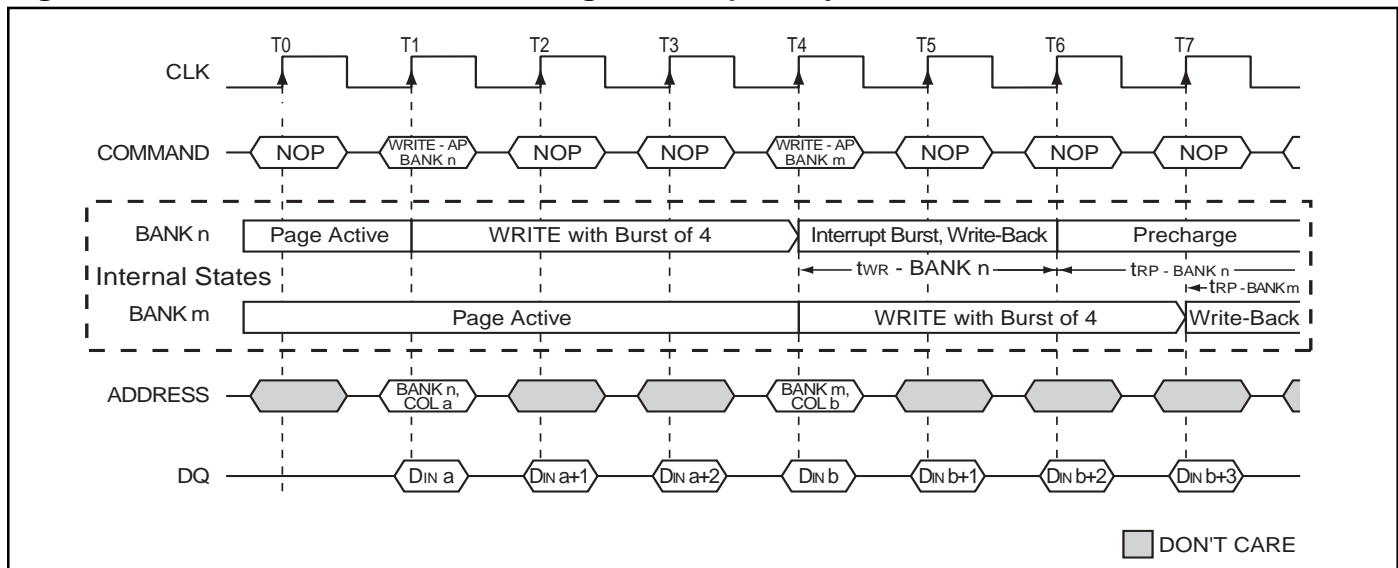 T0 T1 T2 T3 T4 T5 T6 T7
CLK
COMMAND NOP WRITE - AP BANK n NOP NOP WRITE - AP BANK m NOP NOP NOP
BANK n Page Active WRITE with Burst of 4 Interrupt Burst, Write-Back Precharge
tWR - BANK n tRP - BANK n
Internal States
tRP - BANK m
BANK m Page Active WRITE with Burst of 4 Write-Back
ADDRESS BANK n, COL a BANK m, COL b
DQ DIN a DIN a+1 DIN a+2 DIN b DIN b+1 DIN b+2 DIN b+3
DON'T CARE